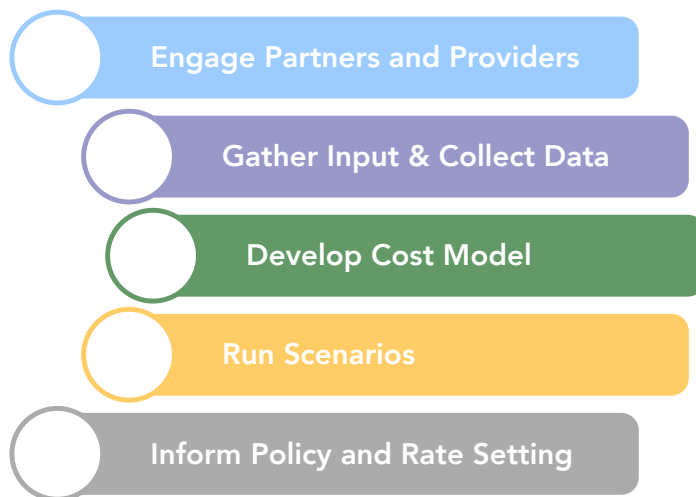 Engage Partners and Providers
Gather Input & Collect Data
Develop Cost Model
Run Scenarios
Inform Policy and Rate Setting